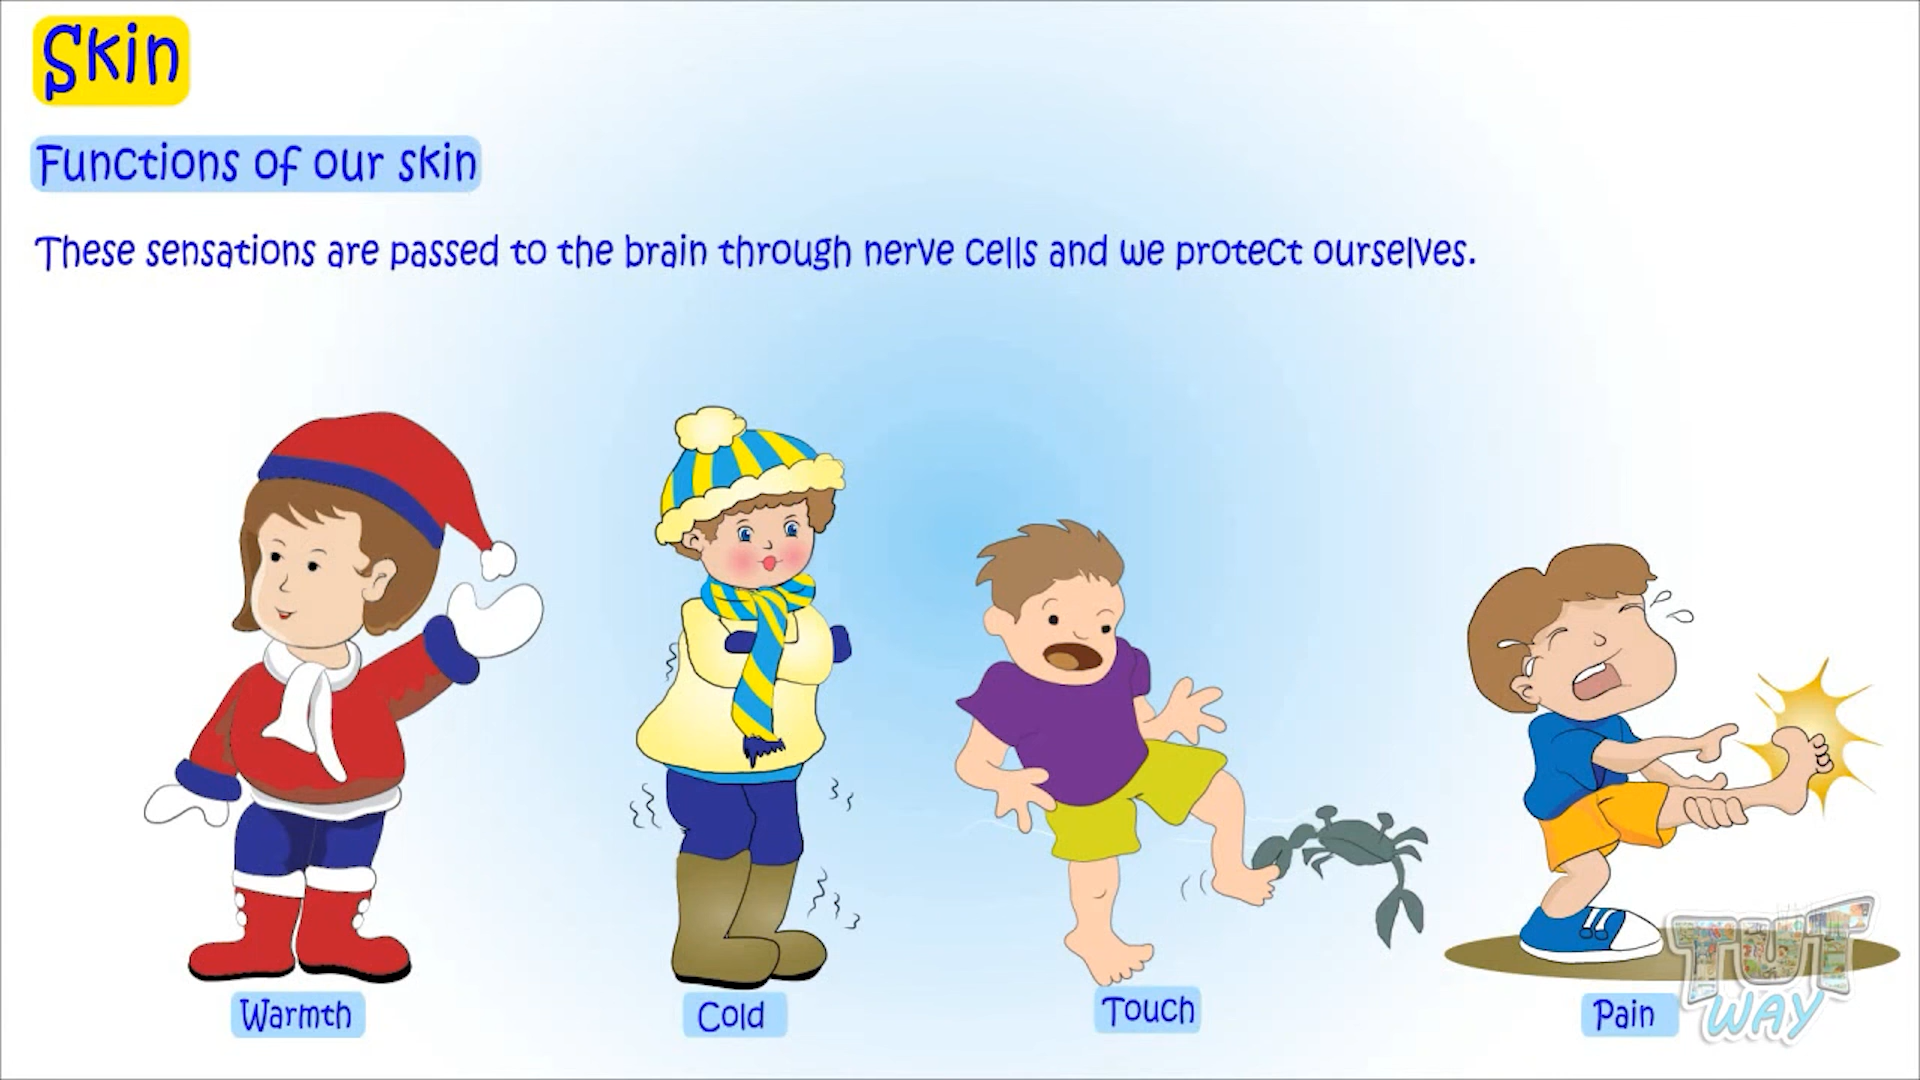 Skin
Functions of our skin
These sensations are passed to the brain through nerve cells and we protect ourselves.
Warmth
Cold
Touch
Pain
TUT
WAY